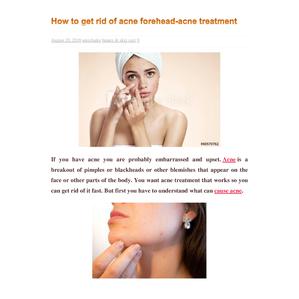 How to get rid of acne forehead-acne treatment
If you have acne you are probably embarrassed and upset. Acne is a
breakout of pimples or blackheads or other blemishes that appear on the
face or other parts of the body. You want acne treatment that works so you
can get rid of it fast. But first you have to understand what can cause acne.